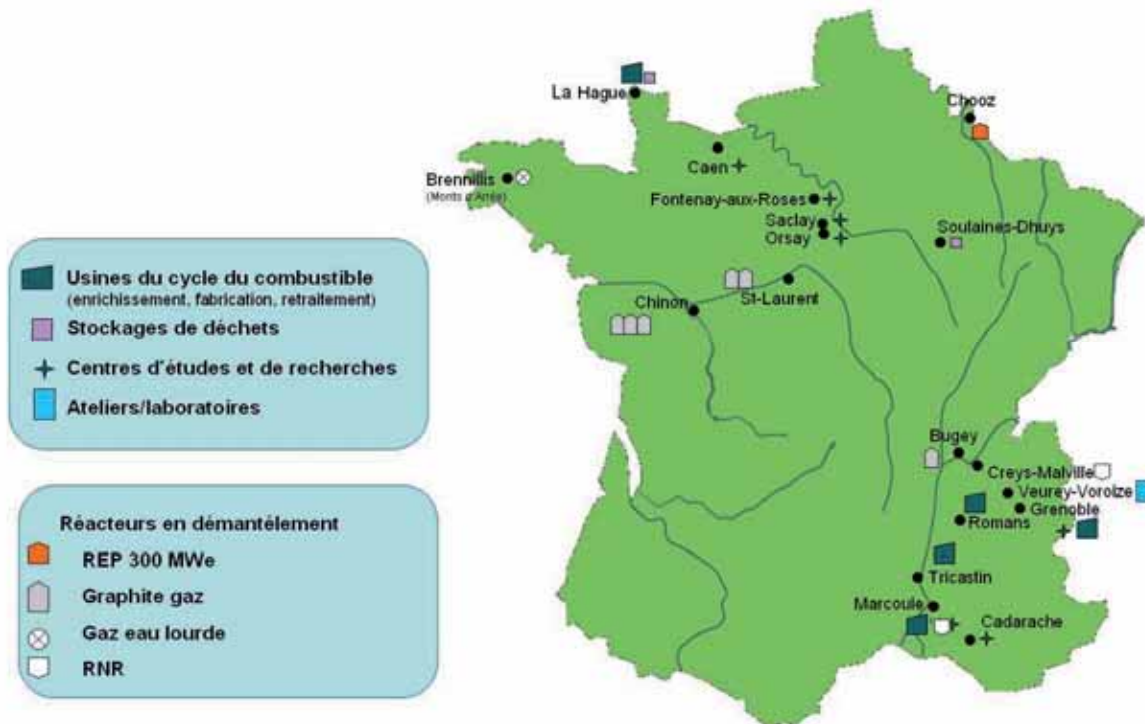 La Hague
Chooz
Caen
Brennillis
(Monts d'Arrée)
Fontenay-aux-Roses
Saclay
Orsay
Soulaines-Dhuys
St-Laurent
Chinon
Usines du cycle du combustible
(enrichissement, fabrication, retraitement)
Stockages de déchets
Centres d'études et de recherches
Ateliers/laboratoires
Bugey
Creys-Malville
Veurey-Voroize
Grenoble
Romans
Tricastin
Marcoule
Cadarache
Réacteurs en démantélement
REP 300 MWe
Graphite gaz
Gaz eau lourde
RNR